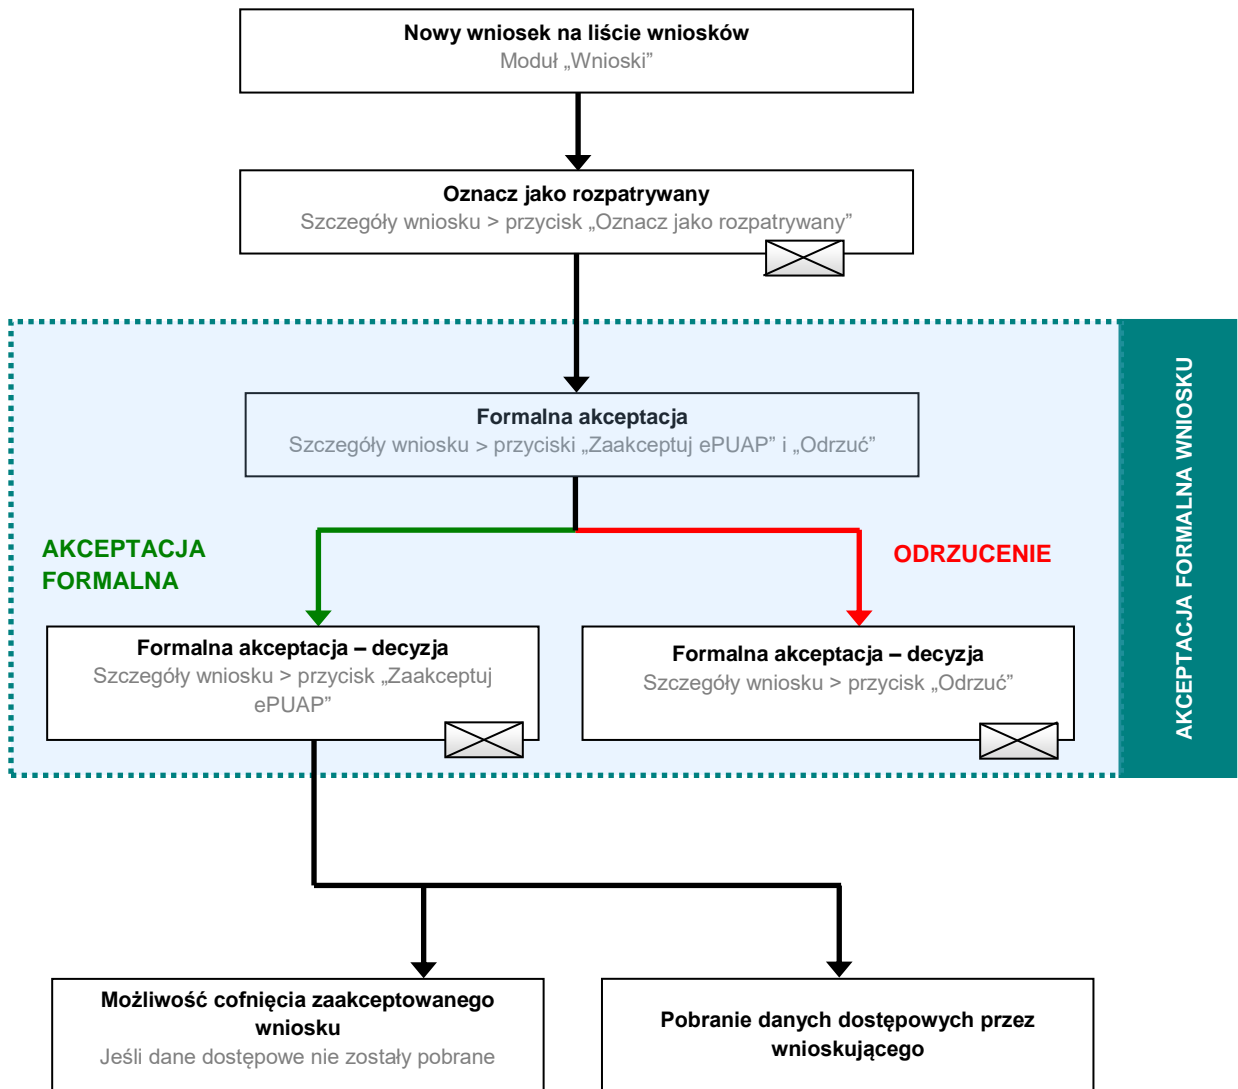 Nowy wniosek na liście wniosków
Moduł „Wnioski”
Oznacz jako rozpatrywany
Szczegóły wniosku > przycisk „Oznacz jako rozpatrywany”
Formalna akceptacja
Szczegóły wniosku > przyciski „Zaakceptuj ePUAP” i „Odrzuć”
AKCEPTACJA
FORMALNA
ODRZUCENIE
Formalna akceptacja – decyzja
Szczegóły wniosku > przycisk „Zaakceptuj
ePUAP”
Formalna akceptacja – decyzja
Szczegóły wniosku > przycisk „Odrzuć”
AKCEPTACJA FORMALNA WNIOSKU
Możliwość cofnięcia zaakceptowanego
wniosku
Jeśli dane dostępowe nie zostały pobrane
Pobranie danych dostępowych przez
wnioskującego